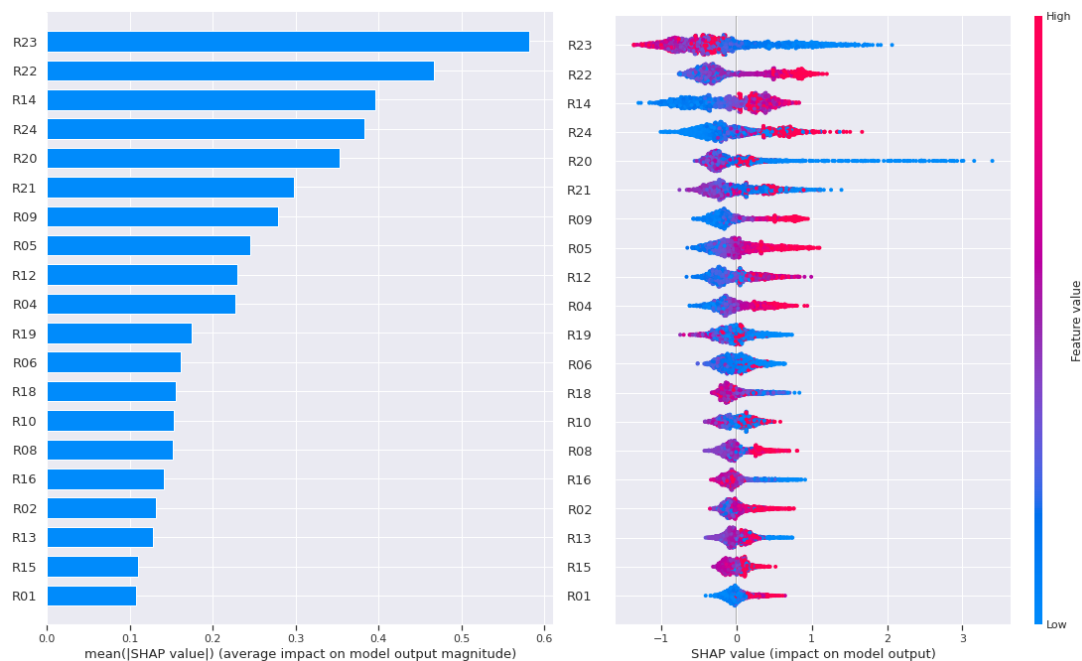 R23
R22
R14
R24
R20
R21
R09
R05
R12
R04
R19
R06
R18
R10
R08
R16
R02
R13
R15
R01
0.0 0.1 0.2 0.3 0.4 0.5 0.6
mean(|SHAP value|) (average impact on model output magnitude)
R23
R22
R14
R24
R20
R21
R09
R05
R12
R04
R19
R06
R18
R10
R08
R16
R02
R13
R15
R01
−1 0 1 2 3
SHAP value (impact on model output)
High
Feature value
Low